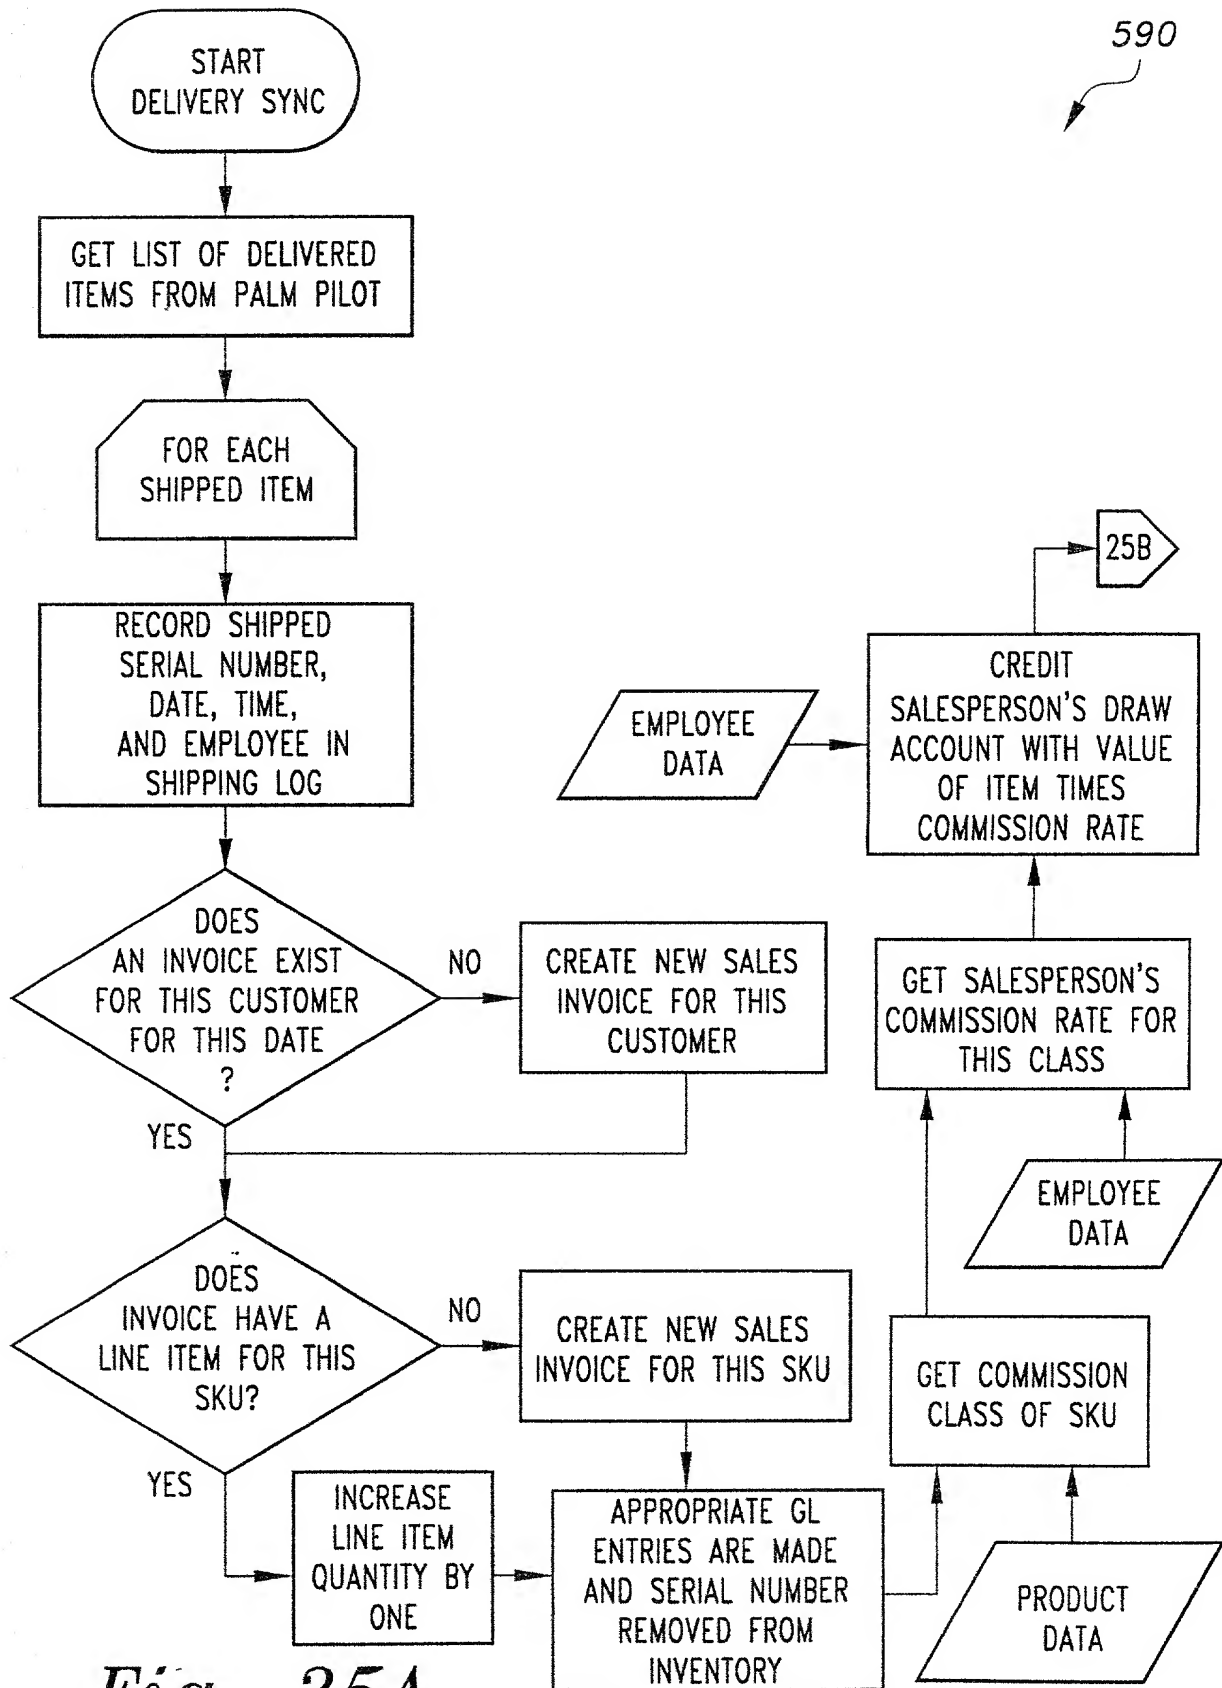 590
START
DELIVERY SYNC
GET LIST OF DELIVERED
ITEMS FROM PALM PILOT
FOR EACH
SHIPPED ITEM
RECORD SHIPPED
SERIAL NUMBER,
DATE, TIME,
AND EMPLOYEE IN
SHIPPING LOG
DOES
AN INVOICE EXIST
FOR THIS CUSTOMER
FOR THIS DATE
?
NO
CREATE NEW SALES
INVOICE FOR THIS
CUSTOMER
YES
DOES
INVOICE HAVE A
LINE ITEM FOR THIS
SKU?
NO
CREATE NEW SALES
INVOICE FOR THIS SKU
YES
INCREASE
LINE ITEM
QUANTITY BY
ONE
APPROPRIATE GL
ENTRIES ARE MADE
AND SERIAL NUMBER
REMOVED FROM
INVENTORY
PRODUCT
DATA
GET COMMISSION
CLASS OF SKU
EMPLOYEE
DATA
GET SALESPERSON'S
COMMISSION RATE FOR
THIS CLASS
EMPLOYEE
DATA
CREDIT
SALESPERSON'S DRAW
ACCOUNT WITH VALUE
OF ITEM TIMES
COMMISSION RATE
25B
Fig. 25A